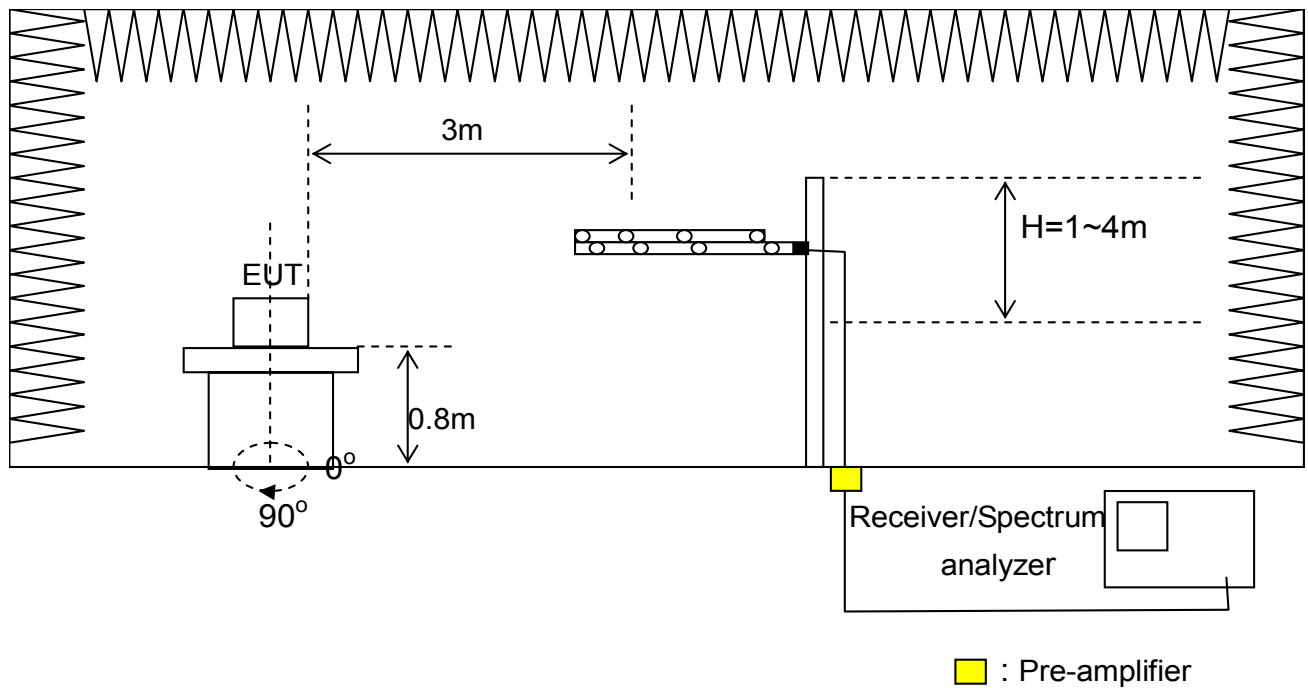 3m
H=1~4m
EUT
0.8m
0°
90°
Receiver/Spectrum
analyzer
: Pre-amplifier